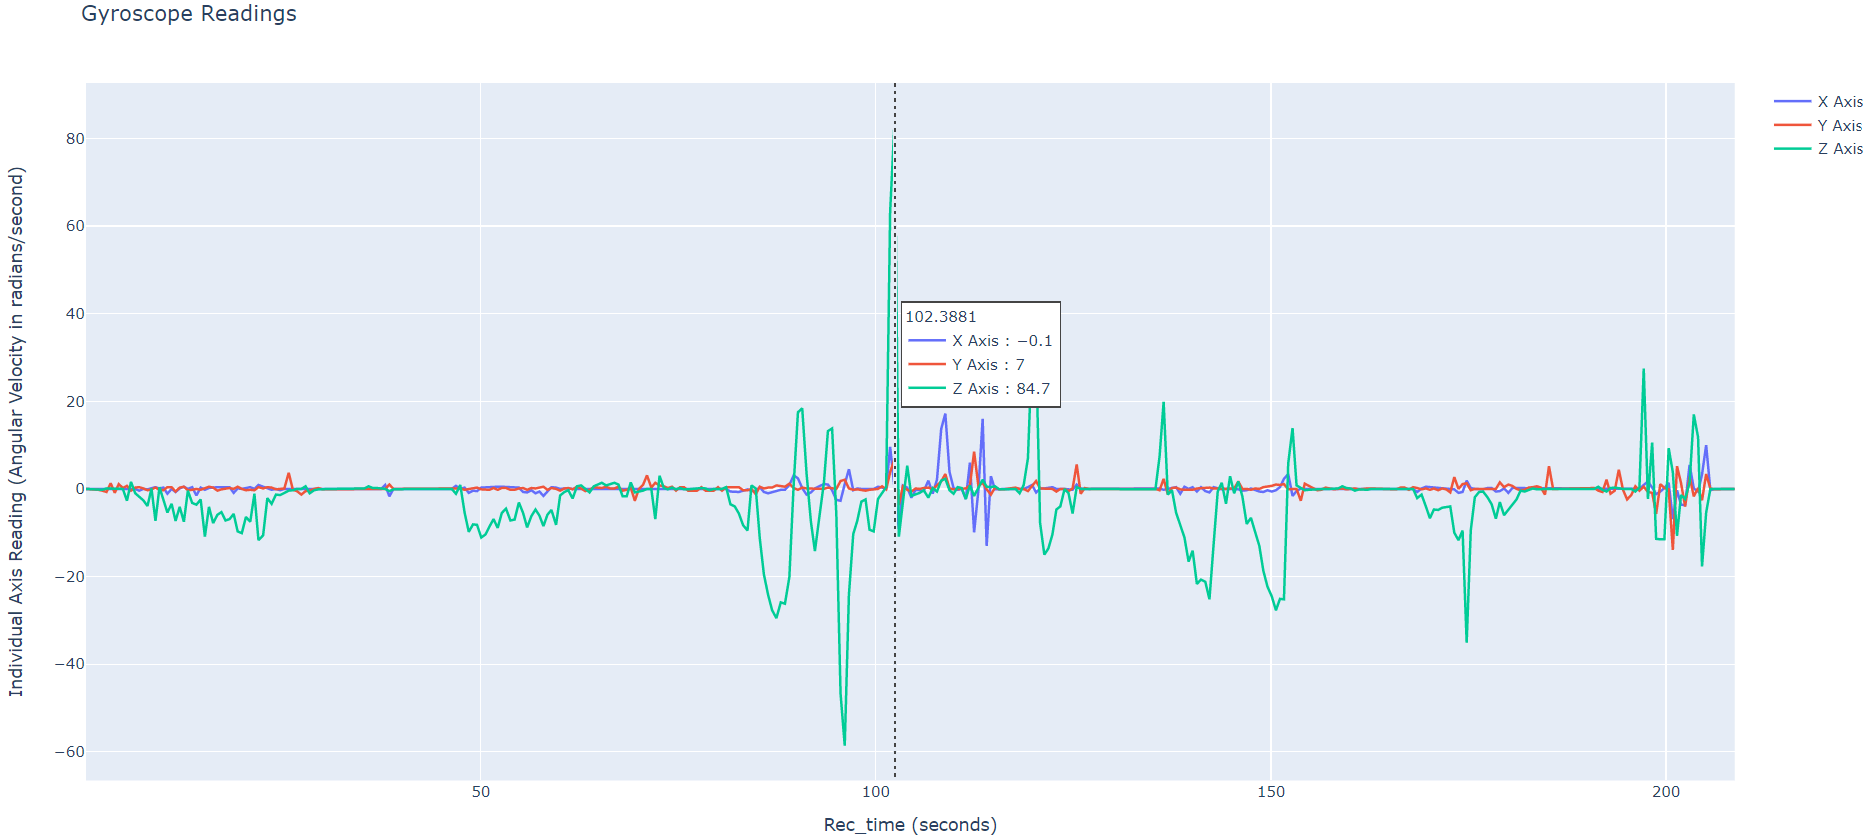 Gyroscope Readings
Individual Axis Reading (Angular Velocity in radians/second)
80
60
40
20
0
−20
−40
−60
50
100
150
200
Rec_time (seconds)
X Axis
Y Axis
Z Axis
102.3881
X Axis : −0.1
Y Axis : 7
Z Axis : 84.7